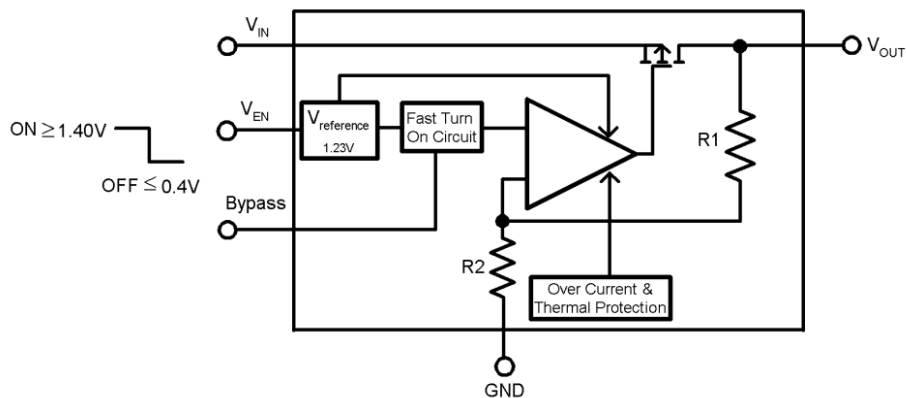 VIN
VOUT
VEN
ON ≥1.40V
OFF ≤ 0.4V
Vreference
1.23V
Fast Turn
On Circuit
R1
Bypass
R2
Over Current &
Thermal Protection
GND